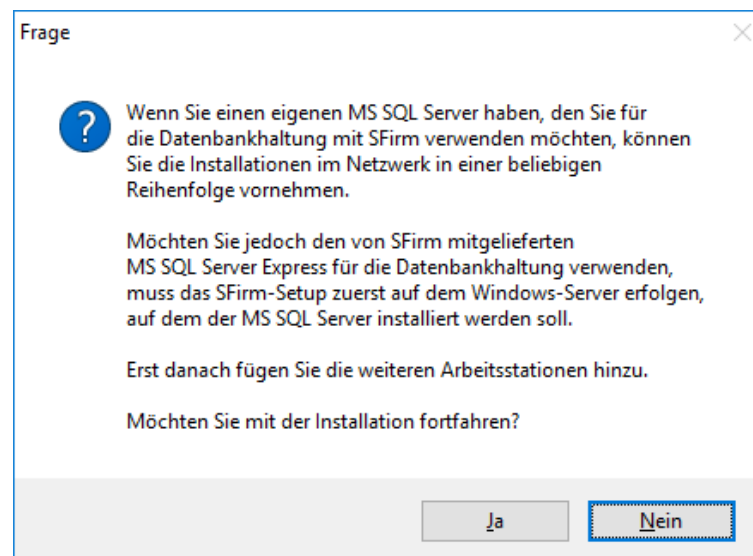 Frage
Wenn Sie einen eigenen MS SQL Server haben, den Sie für
die Datenbankhaltung mit SFirm verwenden möchten, können
Sie die Installationen im Netzwerk in einer beliebigen
Reihenfolge vornehmen.
Möchten Sie jedoch den von SFirm mitgelieferten
MS SQL Server Express für die Datenbankhaltung verwenden,
muss das SFirm-Setup zuerst auf dem Windows-Server erfolgen,
auf dem der MS SQL Server installiert werden soll.
Erst danach fügen Sie die weiteren Arbeitsstationen hinzu.
Möchten Sie mit der Installation fortfahren?
Ja
Nein